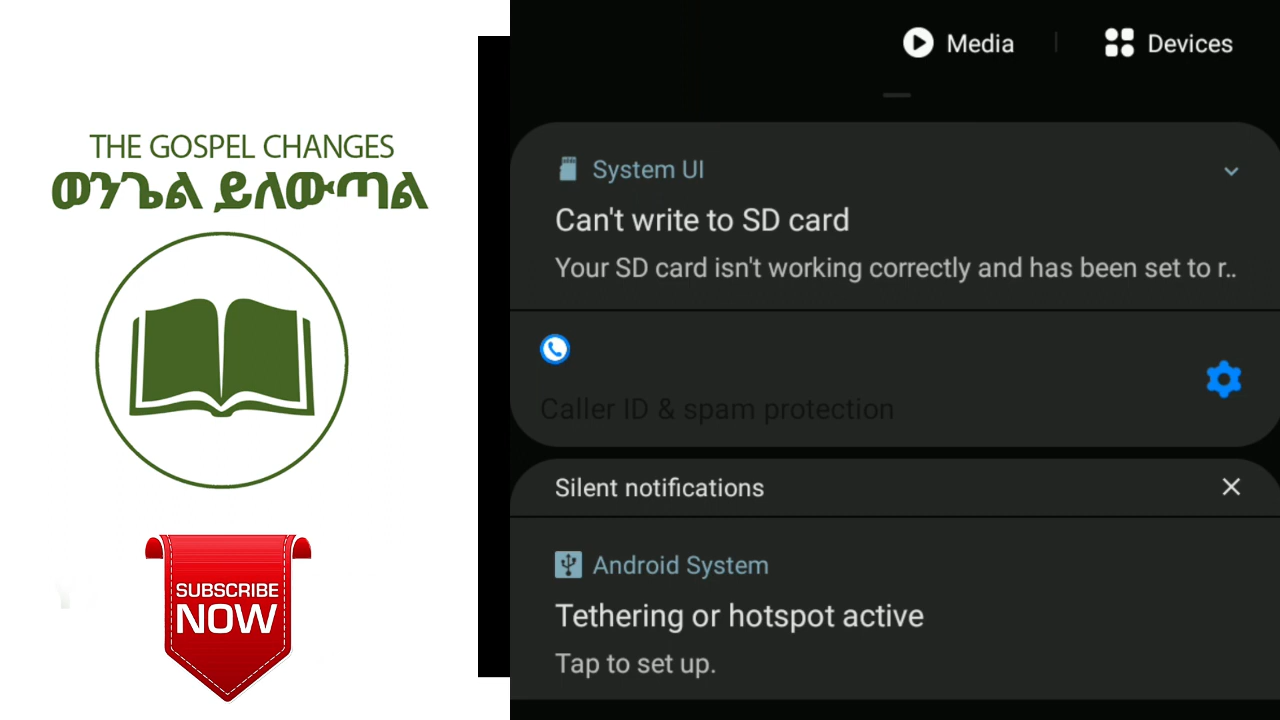 THE GOSPEL CHANGES
ወንጌል ይለውጣል
SUBSCRIBE
NOW
Media
Devices
System UI
Can't write to SD card
Your SD card isn't working correctly and has been set to r..
Caller ID & spam protection
Silent notifications
Android System
Tethering or hotspot active
Tap to set up.